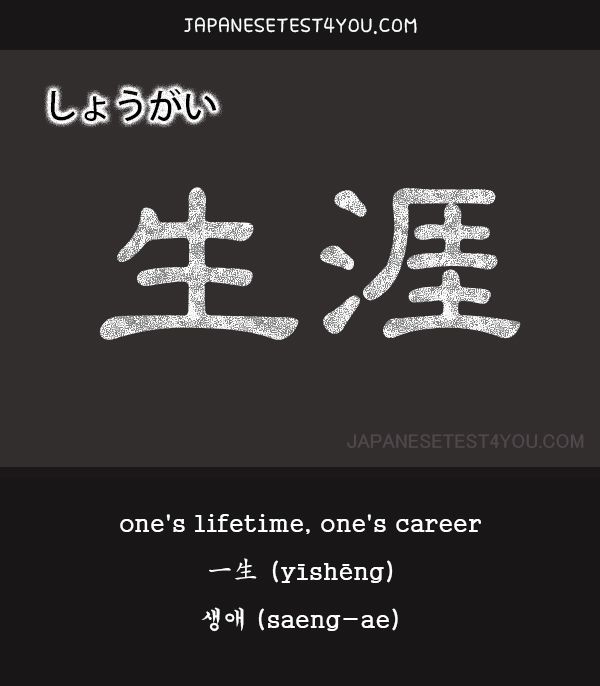 JAPANESETEST4YOU.COM
しょうがい
生涯
JAPANESETEST4YOU.COM
one's lifetime, one's career
一生 (yīshēng)
생애 (saeng-ae)